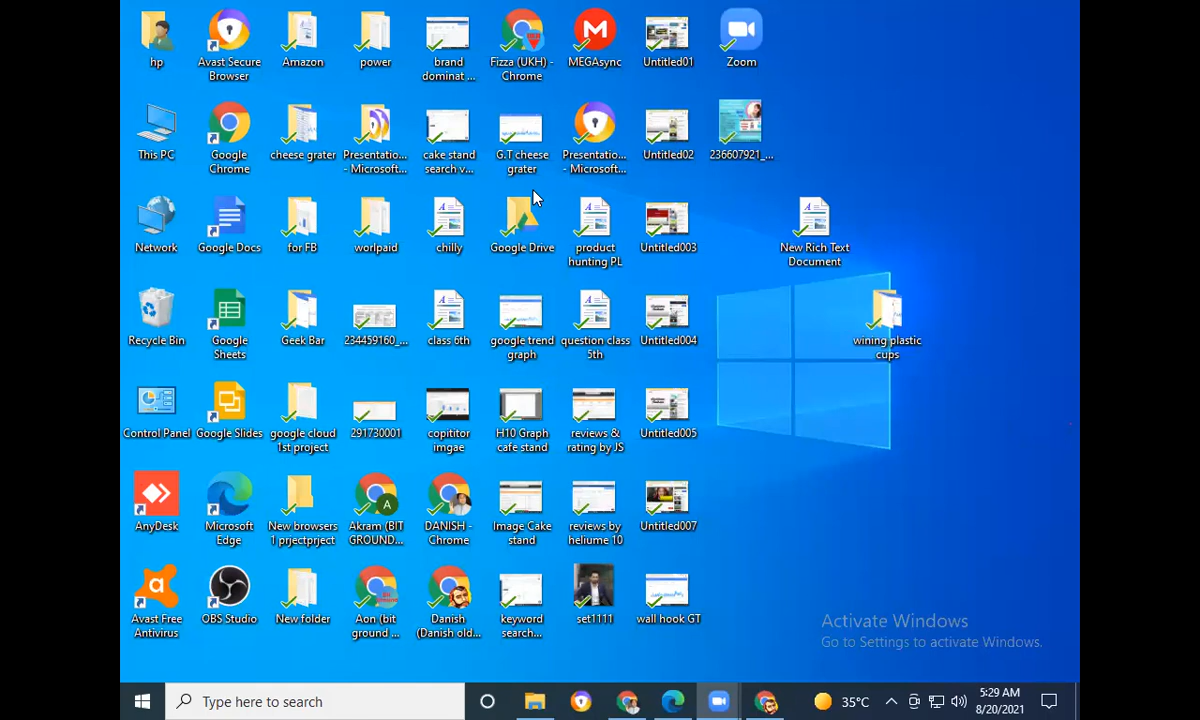 hp
Avast Secure
Browser
Amazon
power
brand
dominat ...
Fizza (UKH) -
Chrome
MEGAsync
Untitled01
Zoom
This PC
Google
Chrome
cheese grater
Presentatio...
- Microsoft...
cake stand
search v...
G.T cheese
grater
Presentatio...
- Microsoft...
Untitled02
236607921_...
Network
Google Docs
for FB
worlpaid
chilly
Google Drive
product
hunting PL
Untitled003
New Rich Text
Document
Recycle Bin
Google
Sheets
Geek Bar
234459160_...
class 6th
google trend
graph
question class
5th
Untitled004
wining plastic
cups
Control Panel
Google Slides
google cloud
1st project
291730001
copititor
imgae
H10 Graph
cafe stand
reviews &
rating by JS
Untitled005
AnyDesk
Microsoft
Edge
New browsers
1 prjectprject
Akram (BIT
GROUND...
DANISH -
Chrome
Image Cake
stand
reviews by
heliume 10
Untitled007
Avast Free
Antivirus
OBS Studio
New folder
Aon (bit
ground ...
Danish
(Danish old...
keyword
search...
set1111
wall hook GT
Activate Windows
Go to Settings to activate Windows.
Type here to search
35°C
5:29 AM
8/20/2021